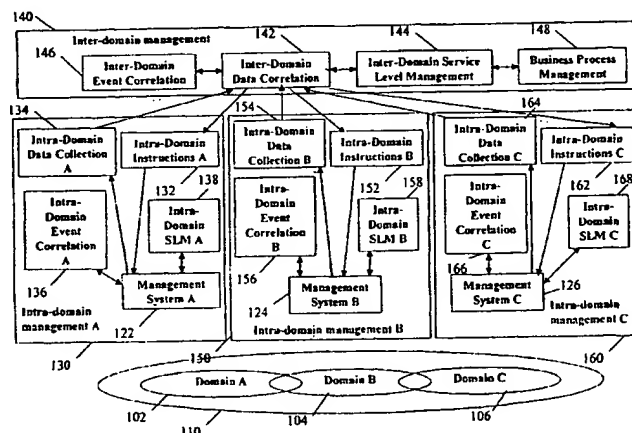 140
142
144
148
Inter-domain management
146
Inter-Domain
Event Correlation
Inter-Domain
Data Correlation
Inter-Domain Service
Level Management
Business Process
Management
134
154
164
Intra-Domain
Data Collection
A
Intra-Domain
Instructions A
Intra-Domain
Data
Collection B
Intra-Domain
Instructions B
Intra-Domain
Data
Collection C
Intra-Domain
Instructions C
132
138
152
158
162
168
Intra-
Domain
Event
Correlation A
Intra-
Domain
SLM A
Intra-
Domain
Event
Correlation B
Intra-
Domain
SLM B
Intra-
Domain
Event
Correlation
C
Intra-
Domain
SLM C
136
156
166
126
Management
System A
124
Management
System B
Management
System C
Intra-domain
management A
122
Intra-domain management B
Intra-domain
management C
130
150
160
Domain A
Domain B
Domain C
102
104
106
110